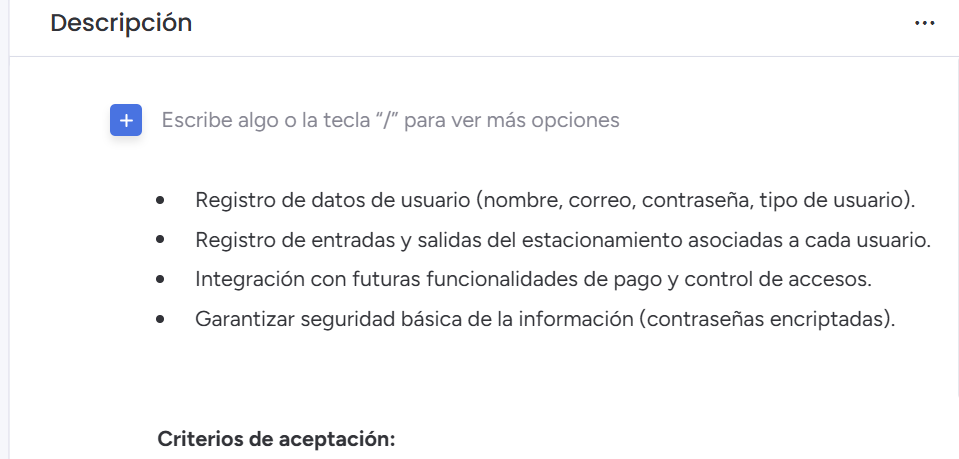 Descripción
...
+ Escribe algo o la tecla “/” para ver más opciones
• Registro de datos de usuario (nombre, correo, contraseña, tipo de usuario).
• Registro de entradas y salidas del estacionamiento asociadas a cada usuario.
• Integración con futuras funcionalidades de pago y control de accesos.
• Garantizar seguridad básica de la información (contraseñas encriptadas).
Criterios de aceptación: